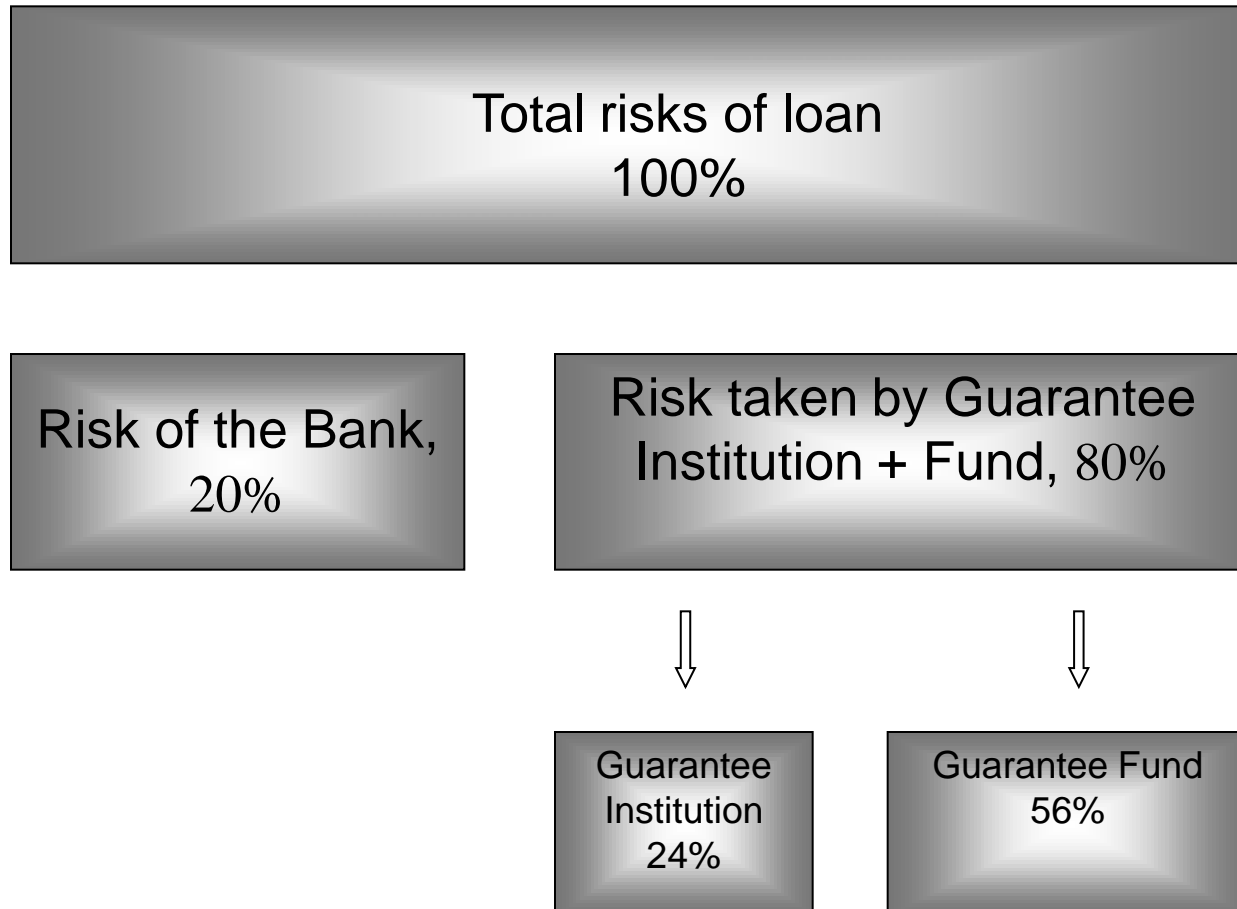 Total risks of loan
100%
Risk of the Bank,
20%
Risk taken by Guarantee
Institution + Fund, 80%
Guarantee
Institution
24%
Guarantee Fund
56%